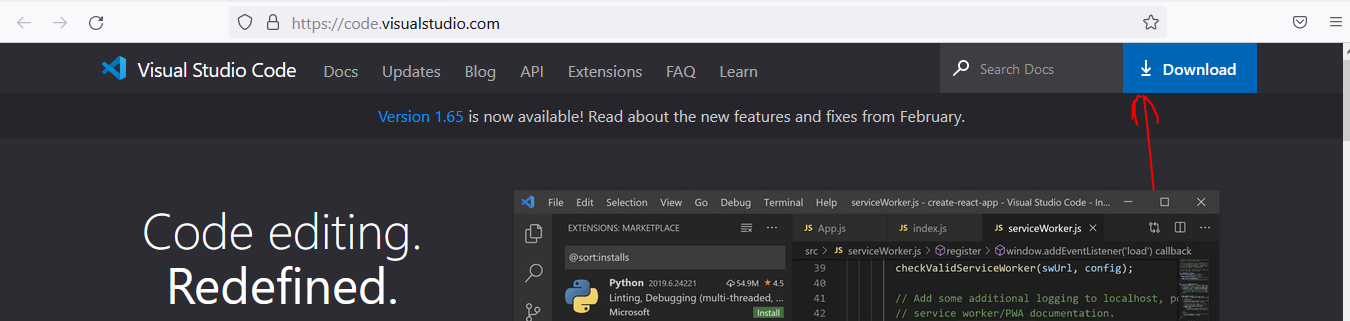 https://code.visualstudio.com
Visual Studio Code Docs Updates Blog API Extensions FAQ Learn Search Docs Download
Version 1.65 is now available! Read about the new features and fixes from February.
Code editing.
Redefined.
File Edit Selection View Go Debug Terminal Help serviceWorker.js - create-react-app - Visual Studio Code - In...
EXTENSIONS: MARKETPLACE
@sort:installs
Python 2019.6.24221 54.9M 4.5
Linting, Debugging (multi-threaded, ...
Microsoft Install
JS App.js JS index.js JS serviceWorker.js
src > JS serviceWorker.js > register > window.addEventListener('load') callback
39 checkValidServiceWorker(swUrl, config);
40
41 // Add some additional logging to localhost, p
42 // service worker/PWA documentation.